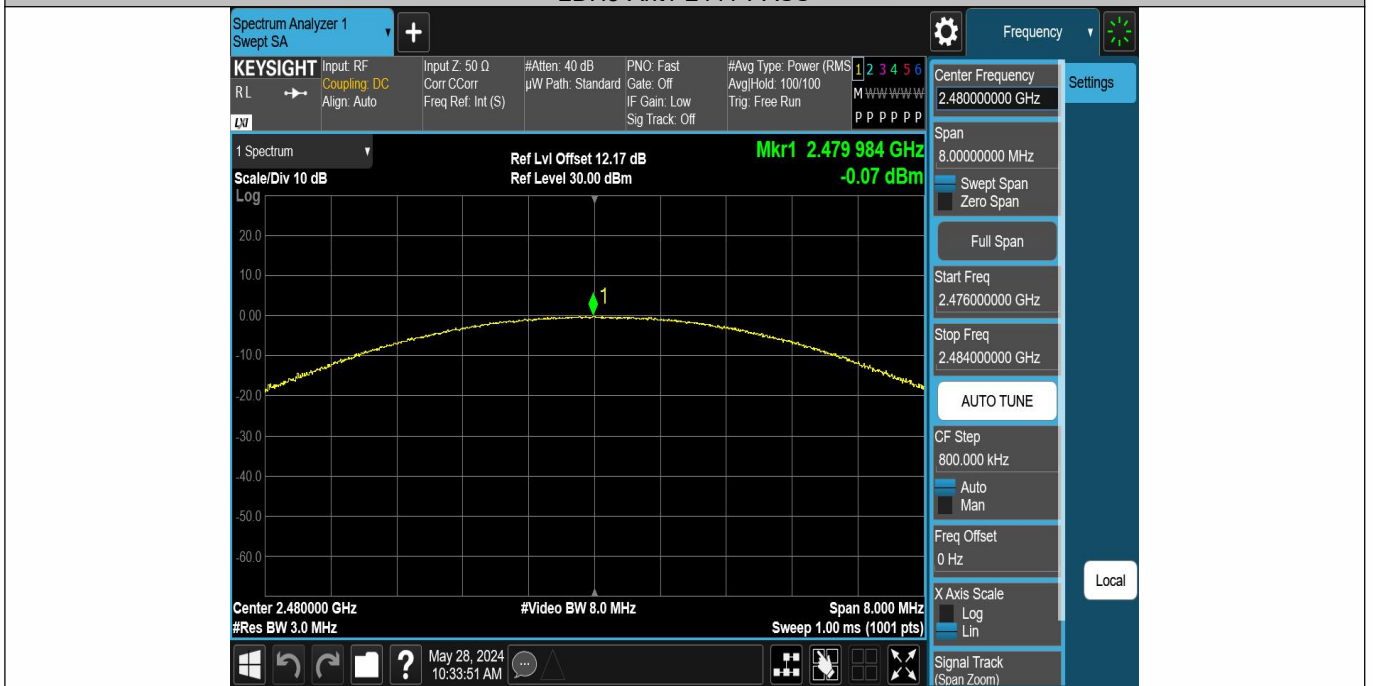 Spectrum Analyzer 1
Swept SA
+
Frequency
KEYSIGHT
RL
LXI
Input: RF
Coupling: DC
Align: Auto
Input Z: 50 Ω
Corr CCorr
Freq Ref: Int (S)
#Atten: 40 dB
µW Path: Standard
PNO: Fast
Gate: Off
IF Gain: Low
Sig Track: Off
#Avg Type: Power (RMS
Avg|Hold: 100/100
Trig: Free Run
1 2 3 4 5 6
M W W W W W
P P P P P P
1 Spectrum
Scale/Div 10 dB
Ref Lvl Offset 12.17 dB
Ref Level 30.00 dBm
Mkr1 2.479 984 GHz
-0.07 dBm
Log
20.0
10.0
0.00
-10.0
-20.0
-30.0
-40.0
-50.0
-60.0
1
Center 2.480000 GHz
#Res BW 3.0 MHz
#Video BW 8.0 MHz
Span 8.000 MHz
Sweep 1.00 ms (1001 pts)
?
May 28, 2024
10:33:51 AM
Center Frequency
2.480000000 GHz
Settings
Span
8.00000000 MHz
Swept Span
Zero Span
Full Span
Start Freq
2.476000000 GHz
Stop Freq
2.484000000 GHz
AUTO TUNE
CF Step
800.000 kHz
Auto
Man
Freq Offset
0 Hz
Local
X Axis Scale
Log
Lin
Signal Track
(Span Zoom)